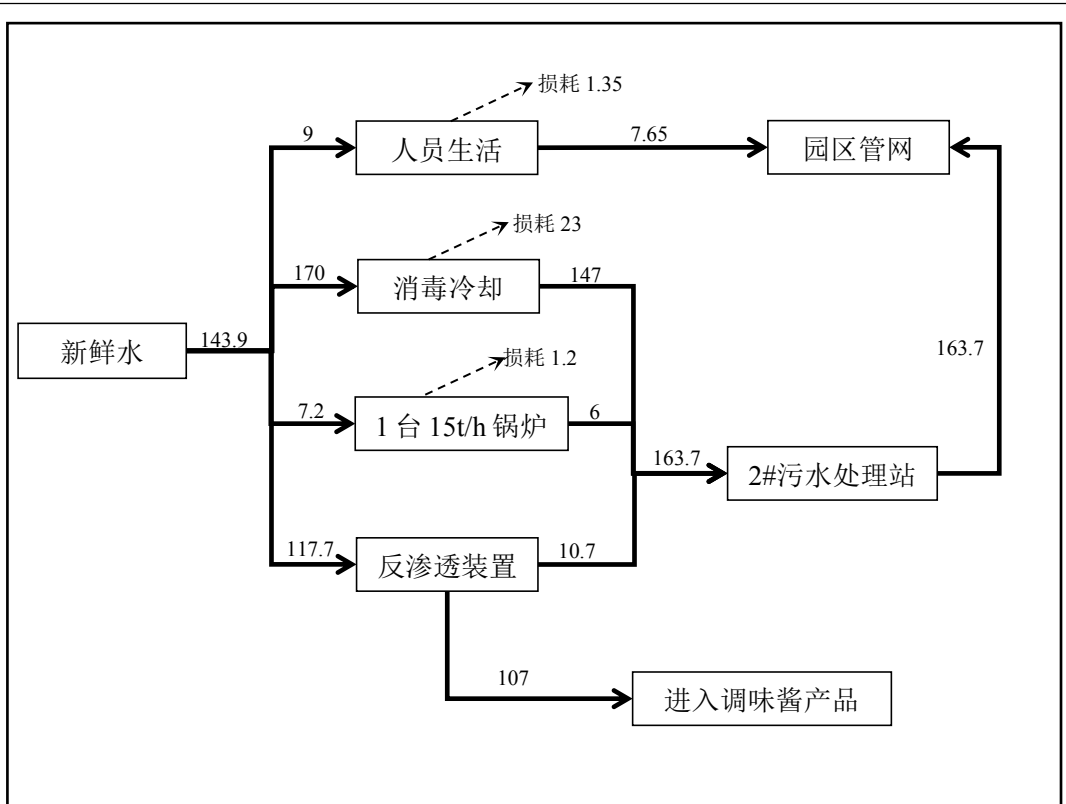 损耗 1.35
9
人员生活
7.65
园区管网
损耗 23
170
消毒冷却
147
新鲜水
143.9
163.7
损耗 1.2
7.2
1 台 15t/h 锅炉
6
163.7
2#污水处理站
117.7
反渗透装置
10.7
107
进入调味酱产品